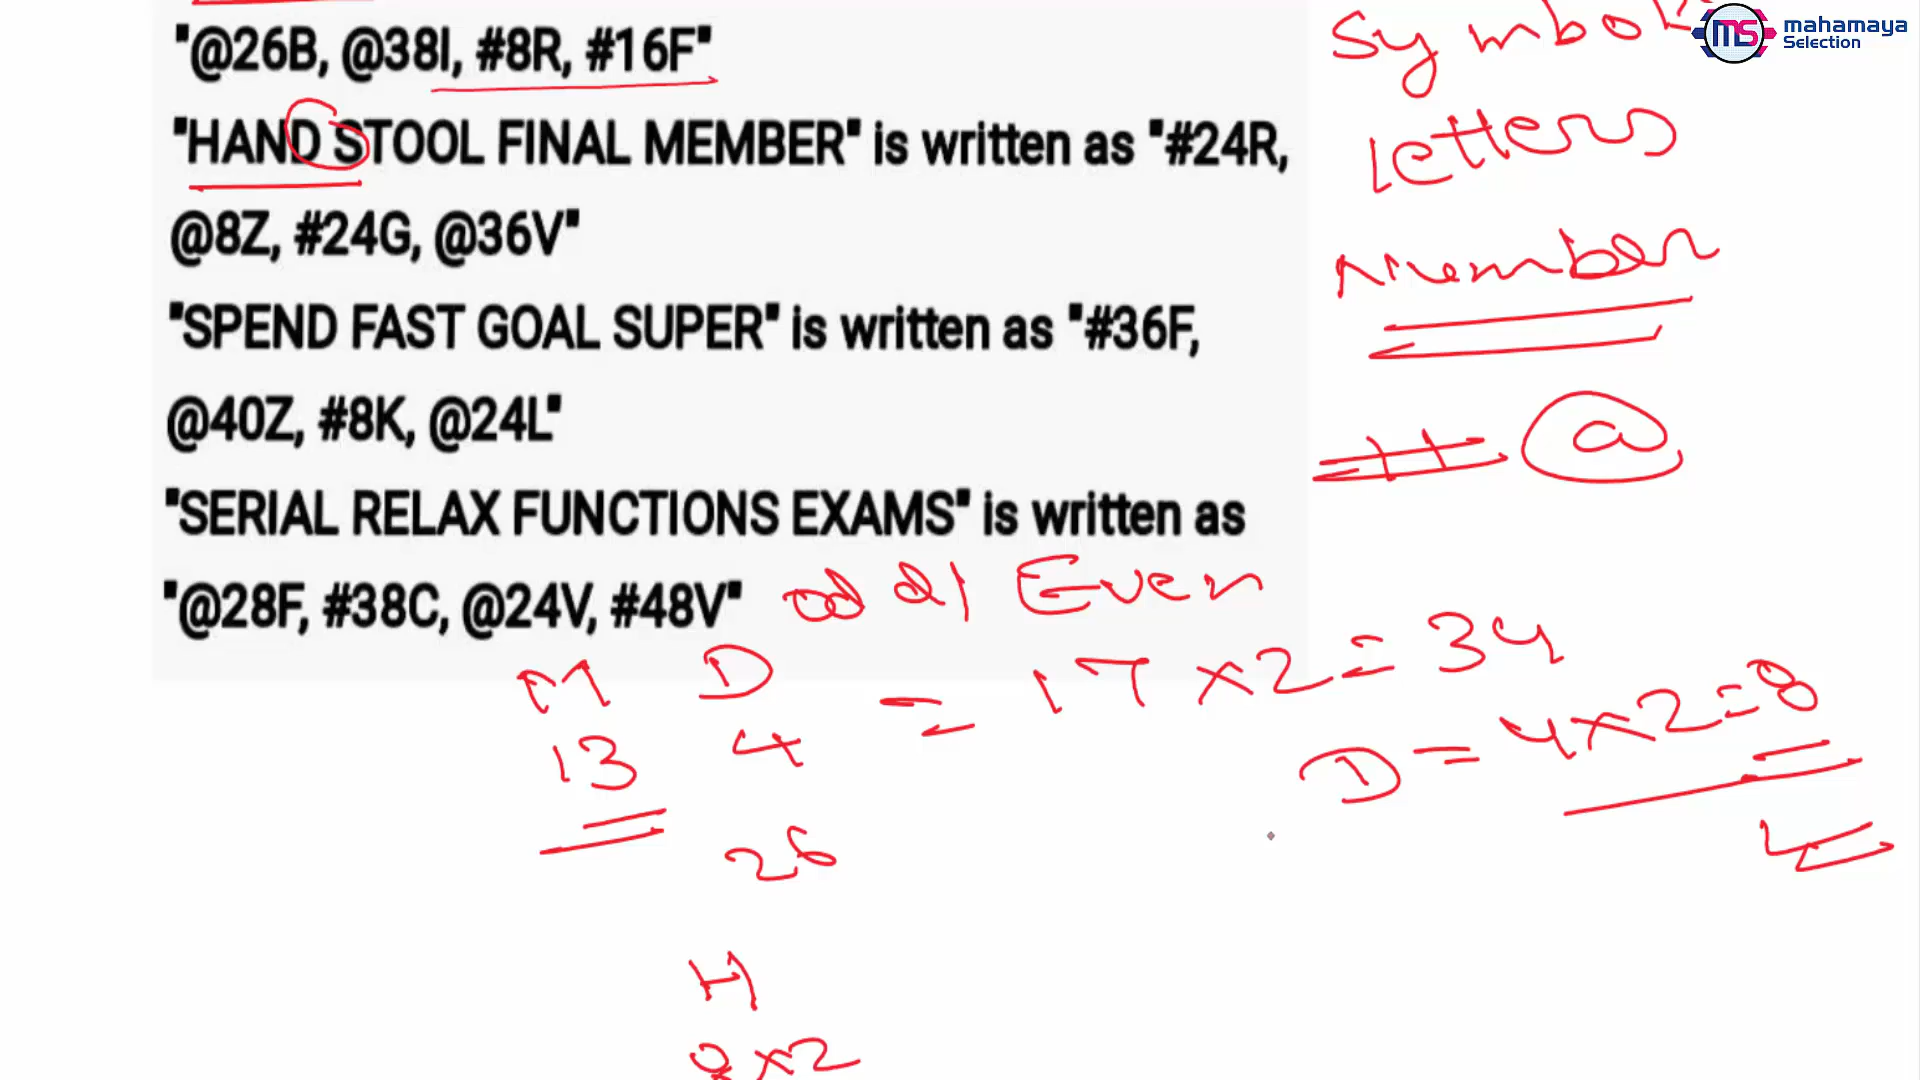 Symbol
mahamaya
MS
Selection
"@26B, @38I, #8R, #16F"
"HAND STOOL FINAL MEMBER" is written as "#24R,
letters
@8Z, #24G, @36V"
Number
"SPEND FAST GOAL SUPER" is written as "#36F,
@40Z, #8K, @24L"
# @
"SERIAL RELAX FUNCTIONS EXAMS" is written as
"@28F, #38C, @24V, #48V"
odd/ Even
M D
13 4 = 17 x2 = 34
D = 4x2=8
26
H
8x2